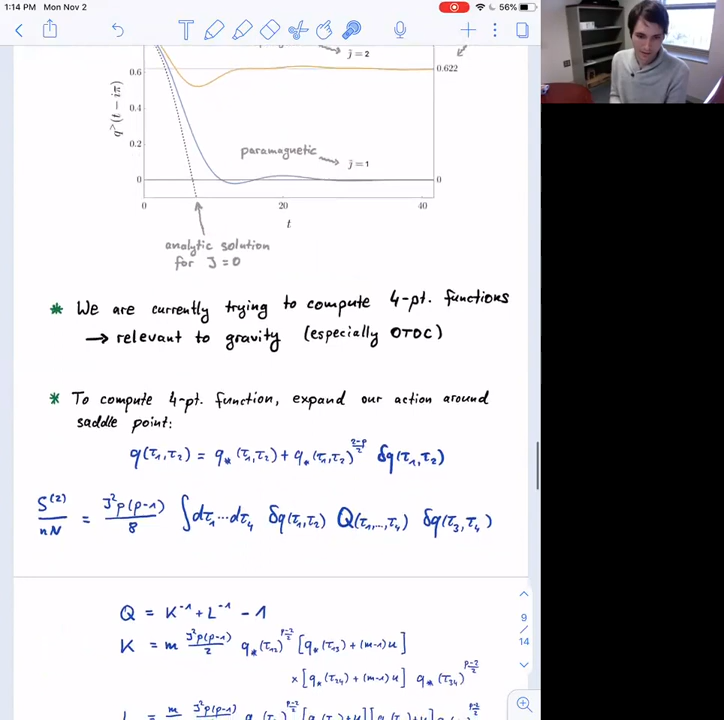 1:14 PM Mon Nov 2
56%
j = 2
0.6
0.622
0.4
q^>(t − iπ)
0.2
paramagnetic
j = 1
0
0
0
20
40
t
analytic solution
for J = 0
* We are currently trying to compute 4-pt. functions
→ relevant to gravity (especially OTOC)
* To compute 4-pt. function, expand our action around
saddle point:
q(τ₁,τ₂) = q_*(τ₁,τ₂) + q_*(τ₁,τ₂)^{(2-p)/2} δq(τ₁,τ₂)
S^{(2)}/nN = J²p(p-1)/8 ∫dτ₁…dτ₄ δq(τ₁,τ₂) Q(τ₁,…,τ₄) δq(τ₃,τ₄)
Q = K⁻¹ + L⁻¹ − 1
K = m J²p(p-1)/2 q_*(τ₁₂)^{(p-2)/2} [q_*(τ₁₃) + (m-1)u]
× [q_*(τ₂₄) + (m-1)u] q_*(τ₃₄)^{(p-2)/2}
9
/
14